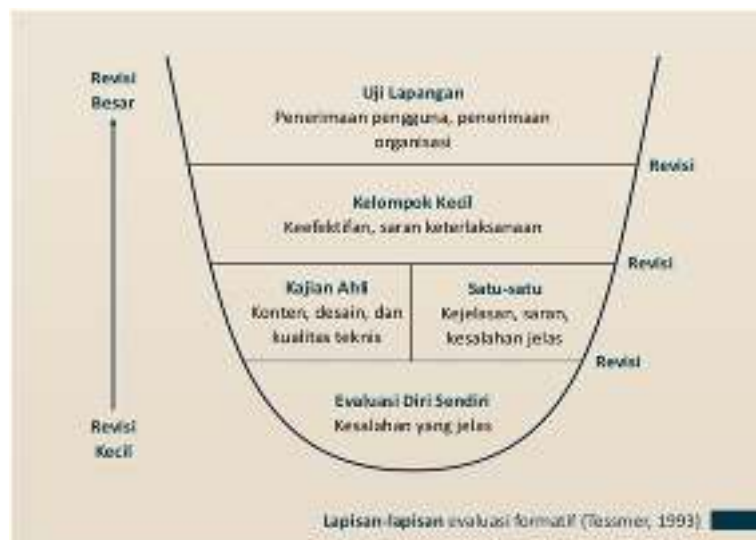 Revisi
Besar
Uji Lapangan
Penerimaan pengguna, penerimaan
organisasi
Revisi
Kelompok Kecil
Keefektifan, saran keterlaksanaan
Revisi
Kajian Ahli
Konten, desain, dan
kualitas teknis
Satu-satu
Kejelasan, saran,
kesalahan jelas
Revisi
Evaluasi Diri Sendiri
Kesalahan yang jelas
Revisi
Kecil
Lapisan-lapisan evaluasi formatif (Tessmer, 1993)